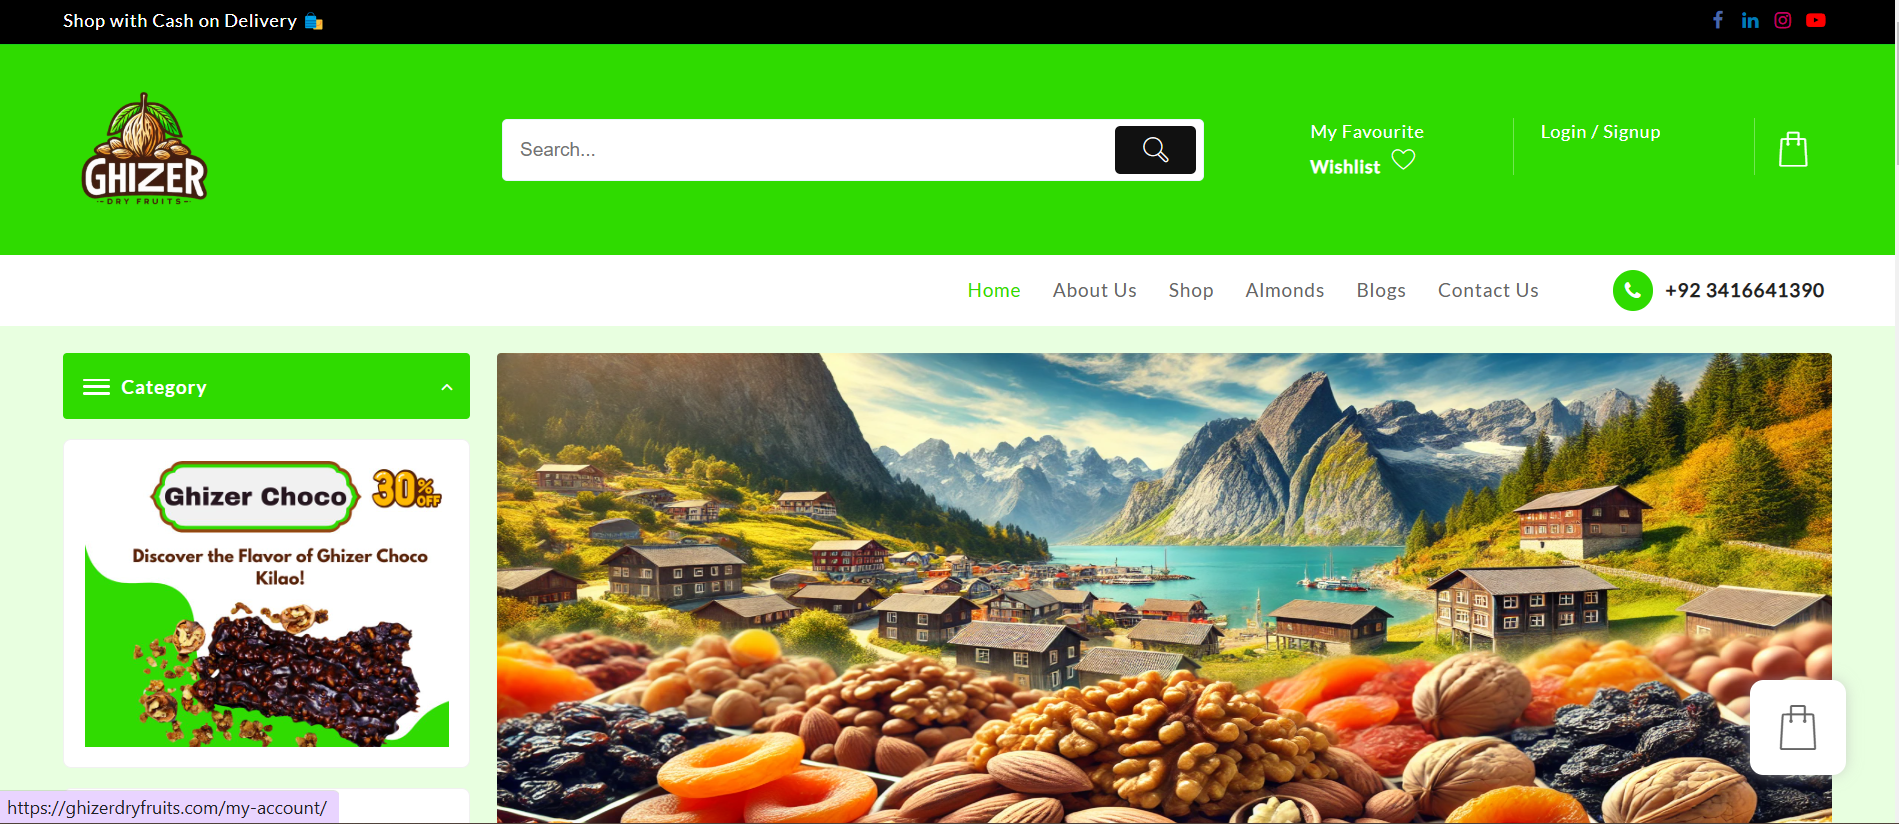 Shop with Cash on Delivery
GHIZER
DRY FRUITS
Search...
My Favourite
Wishlist
Login / Signup
Home
About Us
Shop
Almonds
Blogs
Contact Us
+92 3416641390
Category
Ghizer Choco
30% OFF
Discover the Flavor of Ghizer Choco
Kilao!
https://ghizerdryfruits.com/my-account/